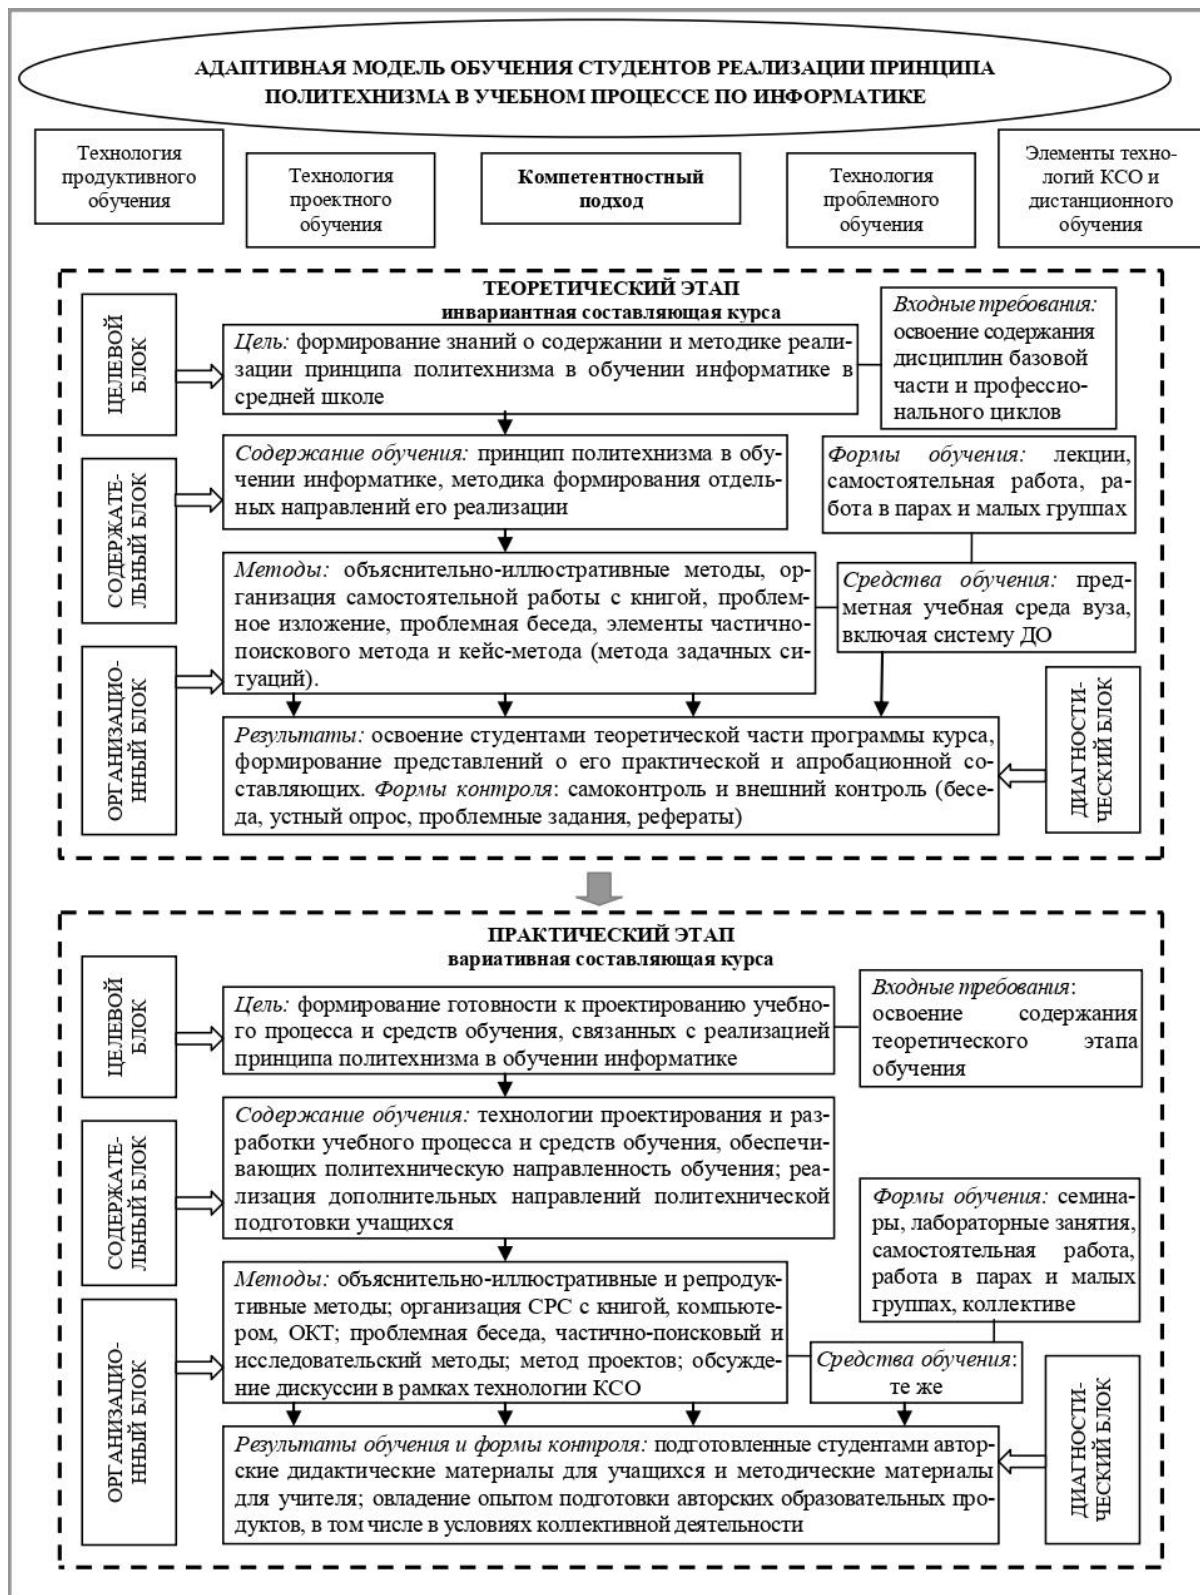 АДАПТИВНАЯ МОДЕЛЬ ОБУЧЕНИЯ СТУДЕНТОВ РЕАЛИЗАЦИИ ПРИНЦИПА
ПОЛИТЕХНИЗМА В УЧЕБНОМ ПРОЦЕССЕ ПО ИНФОРМАТИКЕ
Технология
продуктивного
обучения
Технология
проектного
обучения
Компетентностный
подход
Технология
проблемного
обучения
Элементы техно-
логий КСО и
дистанционного
обучения
ТЕОРЕТИЧЕСКИЙ ЭТАП
инвариантная составляющая курса
ЦЕЛЕВОЙ
БЛОК
Цель: формирование знаний о содержании и методике реали-
зации принципа политехнизма в обучении информатике в
средней школе
Входные требования:
освоение содержания
дисциплин базовой
части и профессио-
нального циклов
СОДЕРЖАТЕ-
ЛЬНЫЙ БЛОК
Содержание обучения: принцип политехнизма в обу-
чении информатике, методика формирования отдель-
ных направлений его реализации
Формы обучения: лекции,
самостоятельная работа, ра-
бота в парах и малых группах
Методы: объяснительно-иллюстративные методы, ор-
ганизация самостоятельной работы с книгой, проблем-
ное изложение, проблемная беседа, элементы частично-
поискового метода и кейс-метода (метода задачных си-
туаций).
Средства обучения: пред-
метная учебная среда вуза,
включая систему ДО
ОРГАНИЗАЦИО-
ННЫЙ БЛОК
Результаты: освоение студентами теоретической части программы курса,
формирование представлений о его практической и апробационной со-
ставляющих. Формы контроля: самоконтроль и внешний контроль (бесе-
да, устный опрос, проблемные задания, рефераты)
ДИАГНОСТИ-
ЧЕСКИЙ БЛОК
ПРАКТИЧЕСКИЙ ЭТАП
вариативная составляющая курса
ЦЕЛЕВОЙ
БЛОК
Цель: формирование готовности к проектированию учебно-
го процесса и средств обучения, связанных с реализацией
принципа политехнизма в обучении информатике
Входные требования:
освоение содержания
теоретического этапа
обучения
СОДЕРЖАТЕ-
ЛЬНЫЙ БЛОК
Содержание обучения: технологии проектирования и раз-
работки учебного процесса и средств обучения, обеспечи-
вающих политехническую направленность обучения; реа-
лизация дополнительных направлений политехнической
подготовки учащихся
Формы обучения: семина-
ры, лабораторные занятия,
самостоятельная работа,
работа в парах и малых
группах, коллективе
Методы: объяснительно-иллюстративные и репродук-
тивные методы; организация СРС с книгой, компьюте-
ром, ОКТ; проблемная беседа, частично-поисковый и
исследовательский методы; метод проектов; обсужде-
ние дискуссии в рамках технологии КСО
Средства обучения:
те же
ОРГАНИЗАЦИО-
ННЫЙ БЛОК
Результаты обучения и формы контроля: подготовленные студентами автор-
ские дидактические материалы для учащихся и методические материалы
для учителя; овладение опытом подготовки авторских образовательных про-
дуктов, в том числе в условиях коллективной деятельности
ДИАГНОСТИ-
ЧЕСКИЙ БЛОК